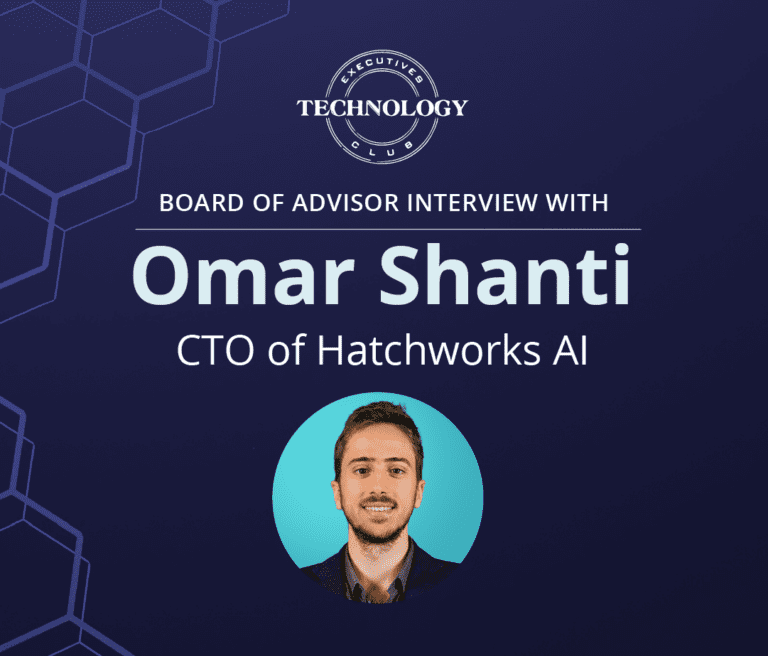 EXECUTIVES
TECHNOLOGY
CLUB
BOARD OF ADVISOR INTERVIEW WITH
Omar Shanti
CTO of Hatchworks AI